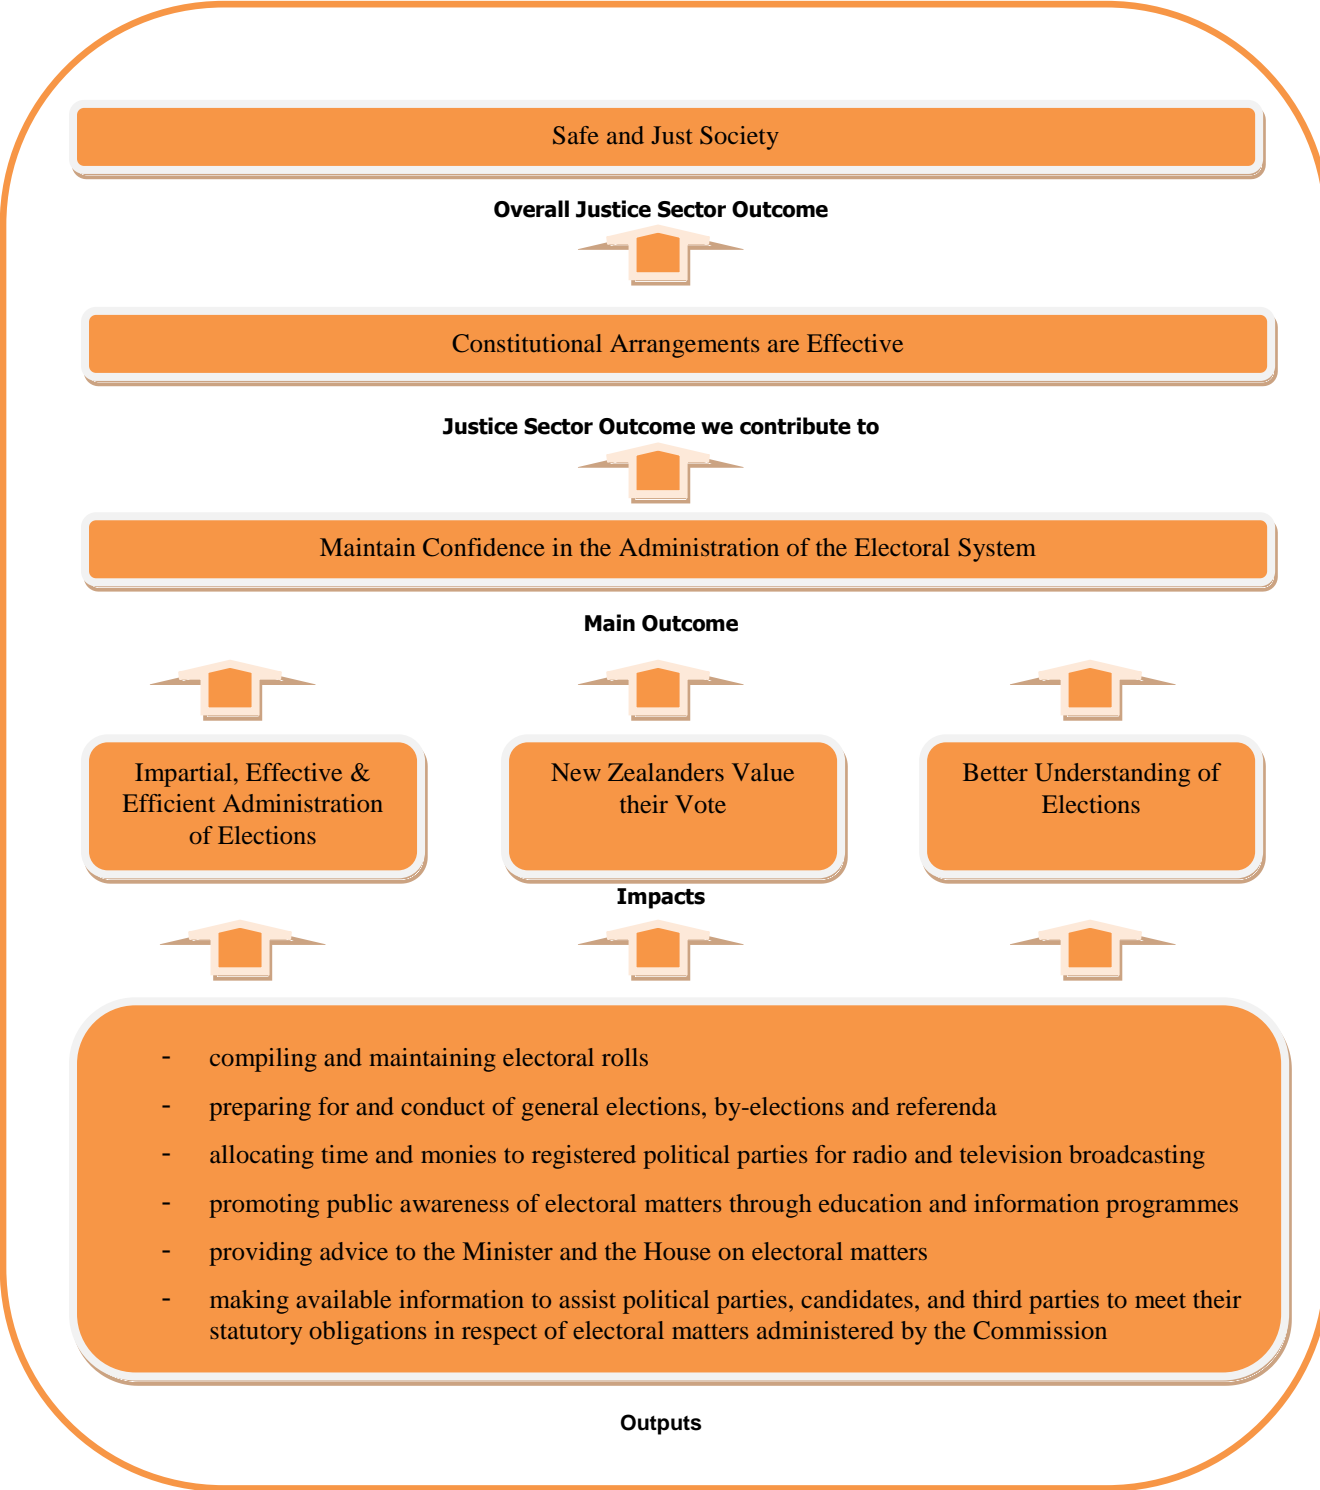 Safe and Just Society
Overall Justice Sector Outcome
Constitutional Arrangements are Effective
Justice Sector Outcome we contribute to
Maintain Confidence in the Administration of the Electoral System
Main Outcome
Impartial, Effective &
Efficient Administration
of Elections
New Zealanders Value
their Vote
Better Understanding of
Elections
Impacts
- compiling and maintaining electoral rolls
- preparing for and conduct of general elections, by-elections and referenda
- allocating time and monies to registered political parties for radio and television broadcasting
- promoting public awareness of electoral matters through education and information programmes
- providing advice to the Minister and the House on electoral matters
- making available information to assist political parties, candidates, and third parties to meet their
statutory obligations in respect of electoral matters administered by the Commission
Outputs